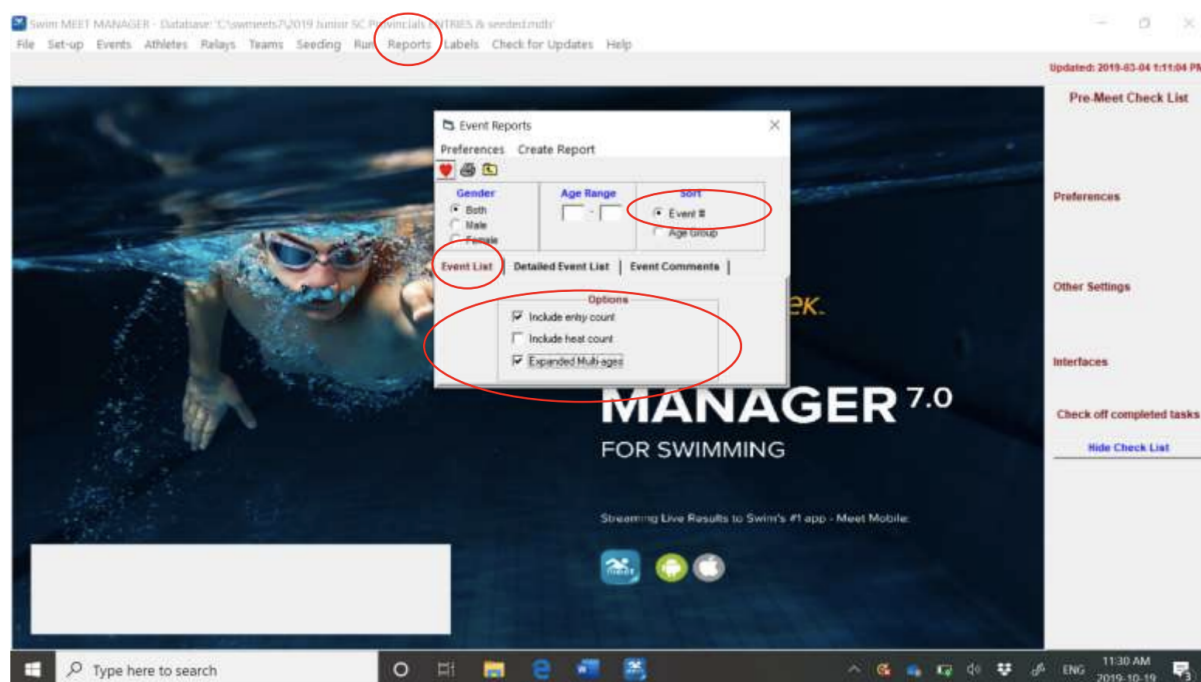 Swim MEET MANAGER - Database: 'C:\swmeets7\2019 Junior SC Provincials ENTRIES & seeded.mdb'
File Set-up Events Athletes Relays Teams Seeding Run Reports Labels Check for Updates Help
Updated: 2019-03-04 1:11:04 PM
Pre-Meet Check List
Preferences
Other Settings
Interfaces
Check off completed tasks
Hide Check List
Event Reports
Preferences Create Report
Gender
Both
Male
Female
Age Range
-
Sort
Event #
Age Group
Event List Detailed Event List Event Comments
Options
Include entry count
Include heat count
Expanded Multi-ages
MANAGER 7.0
FOR SWIMMING
Streaming Live Results to Swim's #1 app - Meet Mobile:
meet
Type here to search
ENG
11:30 AM
2019-10-19
3